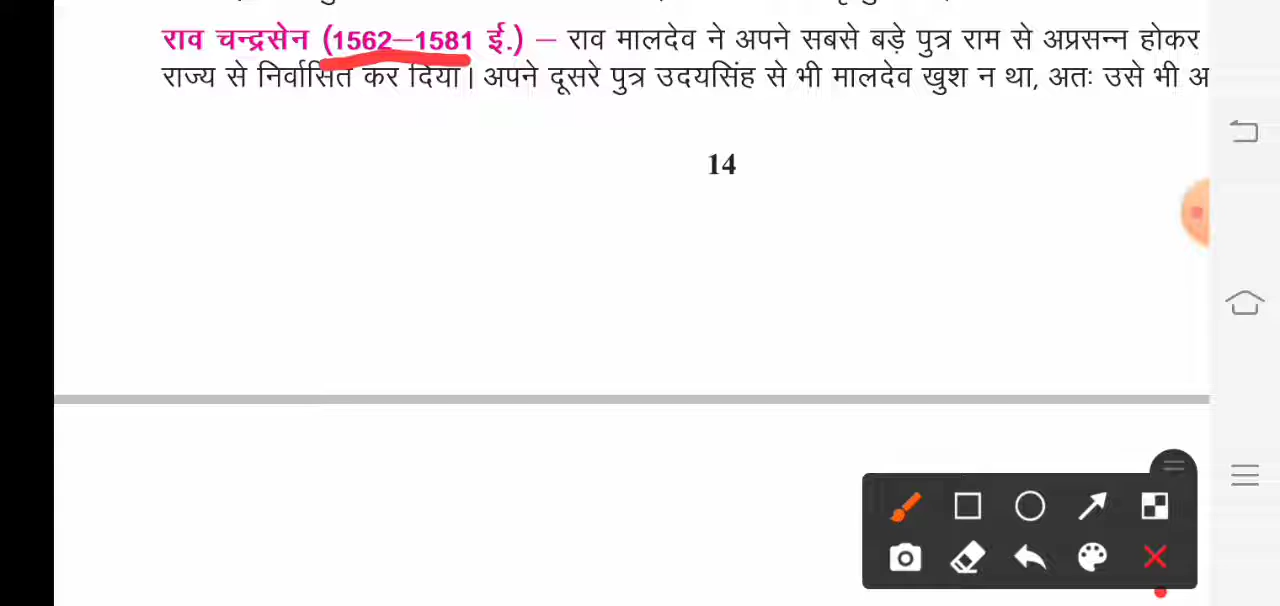 राव चन्द्रसेन (1562–1581 ई.) – राव मालदेव ने अपने सबसे बड़े पुत्र राम से अप्रसन्न होकर
राज्य से निर्वासित कर दिया। अपने दूसरे पुत्र उदयसिंह से भी मालदेव खुश न था, अतः उसे भी अ
14